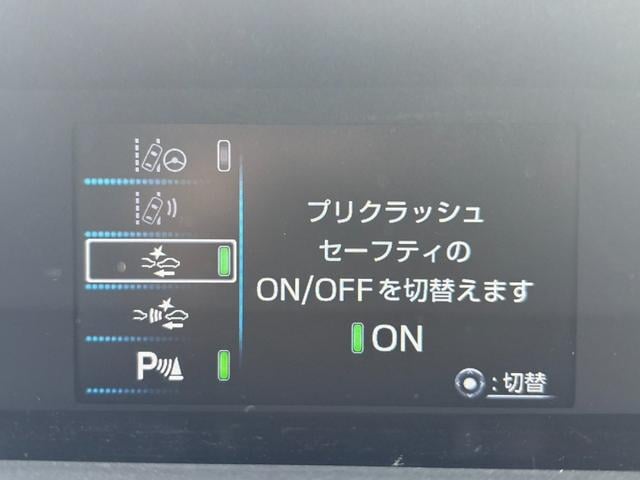 プリクラッシュ
セーフティの
ON/OFFを切替えます
ON
P
:切替